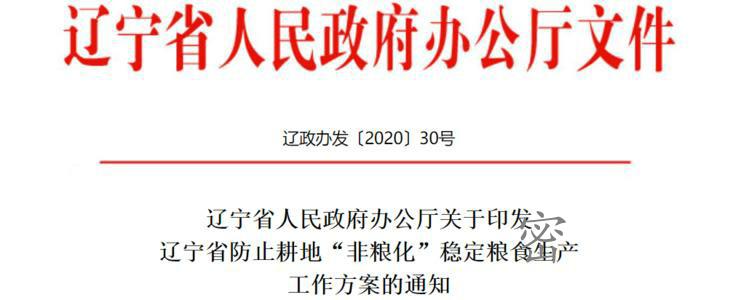 辽宁省人民政府办公厅文件
辽政办发〔2020〕30号
辽宁省人民政府办公厅关于印发
密
辽宁省防止耕地“非粮化”稳定粮食生产
工作方案的通知